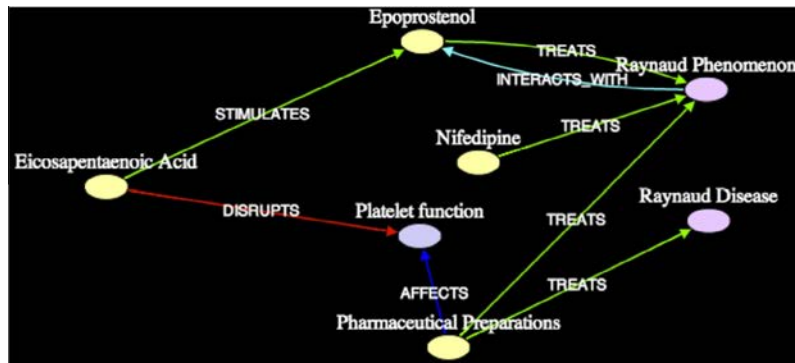 Epoprostenol
TREATS
Raynaud Phenomenon
INTERACTS_WITH
STIMULATES
TREATS
Nifedipine
Eicosapentaenoic Acid
Raynaud Disease
DISRUPTS
Platelet function
TREATS
TREATS
AFFECTS
Pharmaceutical Preparations